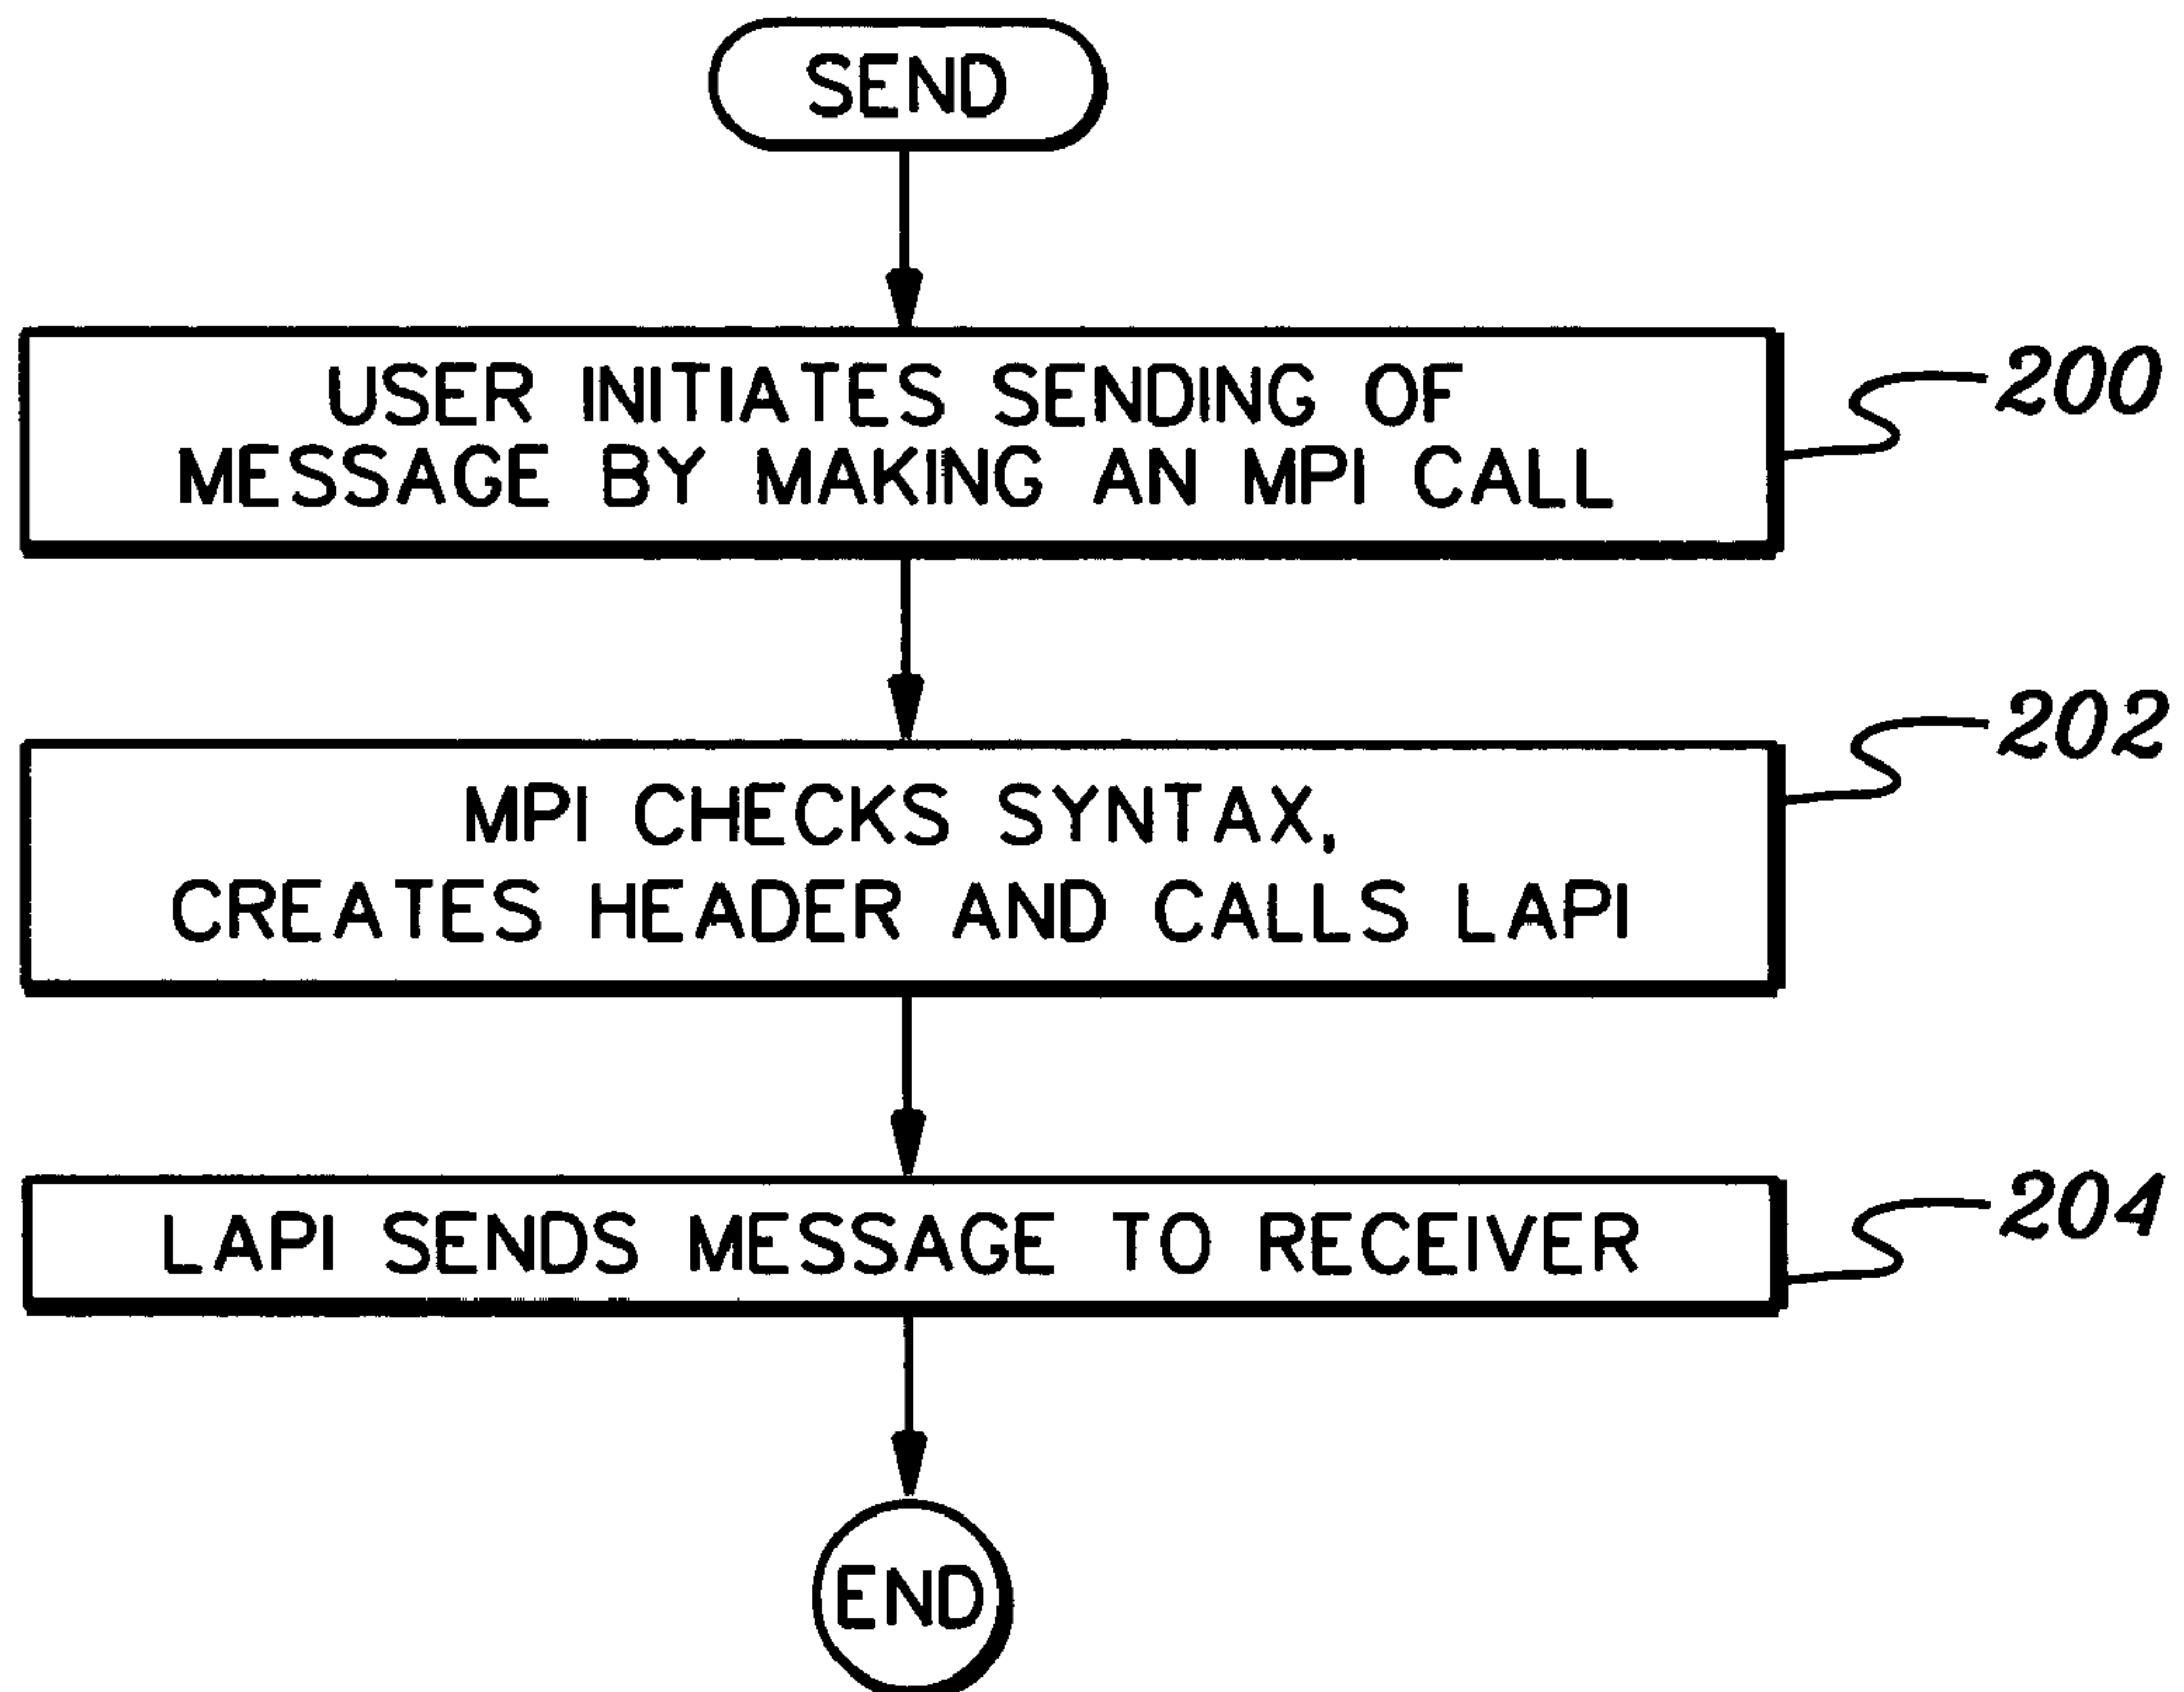 SEND
USER INITIATES SENDING OF
MESSAGE BY MAKING AN MPI CALL
200
MPI CHECKS SYNTAX,
CREATES HEADER AND CALLS LAPI
202
LAPI SENDS MESSAGE TO RECEIVER
204
END